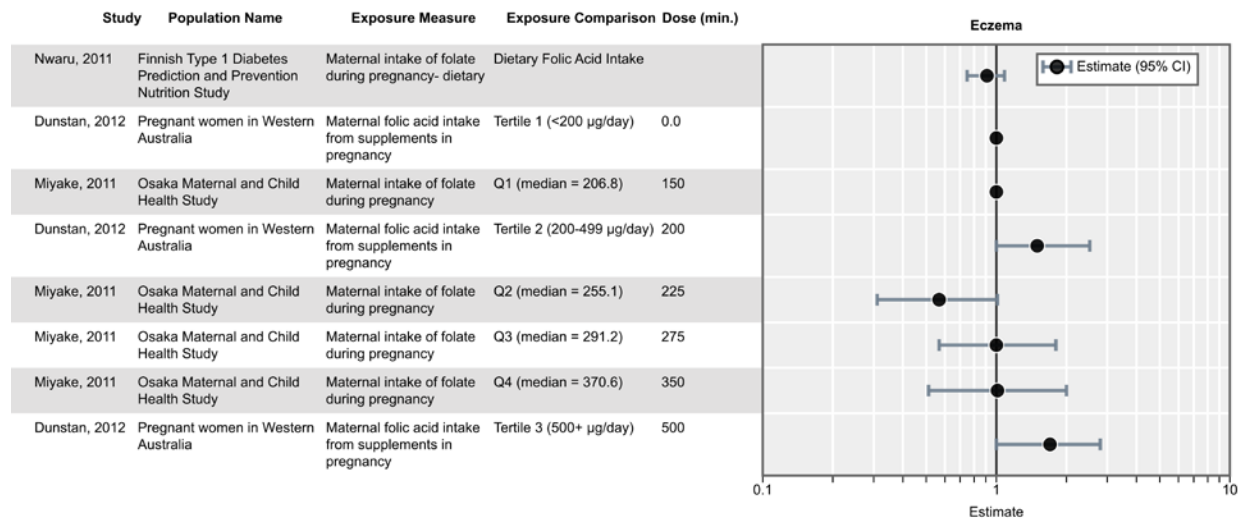 Study Population Name Exposure Measure Exposure Comparison Dose (min.)
Eczema
Nwaru, 2011 Finnish Type 1 Diabetes Maternal intake of folate Dietary Folic Acid Intake
Prediction and Prevention during pregnancy- dietary
Nutrition Study
Estimate (95% CI)
Dunstan, 2012 Pregnant women in Western Maternal folic acid intake Tertile 1 (<200 µg/day) 0.0
Australia from supplements in
pregnancy
Miyake, 2011 Osaka Maternal and Child Maternal intake of folate Q1 (median = 206.8) 150
Health Study during pregnancy
Dunstan, 2012 Pregnant women in Western Maternal folic acid intake Tertile 2 (200-499 µg/day) 200
Australia from supplements in
pregnancy
Miyake, 2011 Osaka Maternal and Child Maternal intake of folate Q2 (median = 255.1) 225
Health Study during pregnancy
Miyake, 2011 Osaka Maternal and Child Maternal intake of folate Q3 (median = 291.2) 275
Health Study during pregnancy
Miyake, 2011 Osaka Maternal and Child Maternal intake of folate Q4 (median = 370.6) 350
Health Study during pregnancy
Dunstan, 2012 Pregnant women in Western Maternal folic acid intake Tertile 3 (500+ µg/day) 500
Australia from supplements in
pregnancy
0.1 1 10
Estimate